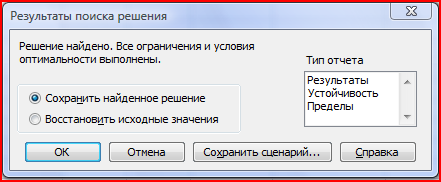 Результаты поиска решения
Решение найдено. Все ограничения и условия
оптимальности выполнены.
Тип отчета
Результаты
Устойчивость
Пределы
Сохранить найденное решение
Восстановить исходные значения
ОК
Отмена
Сохранить сценарий...
Справка